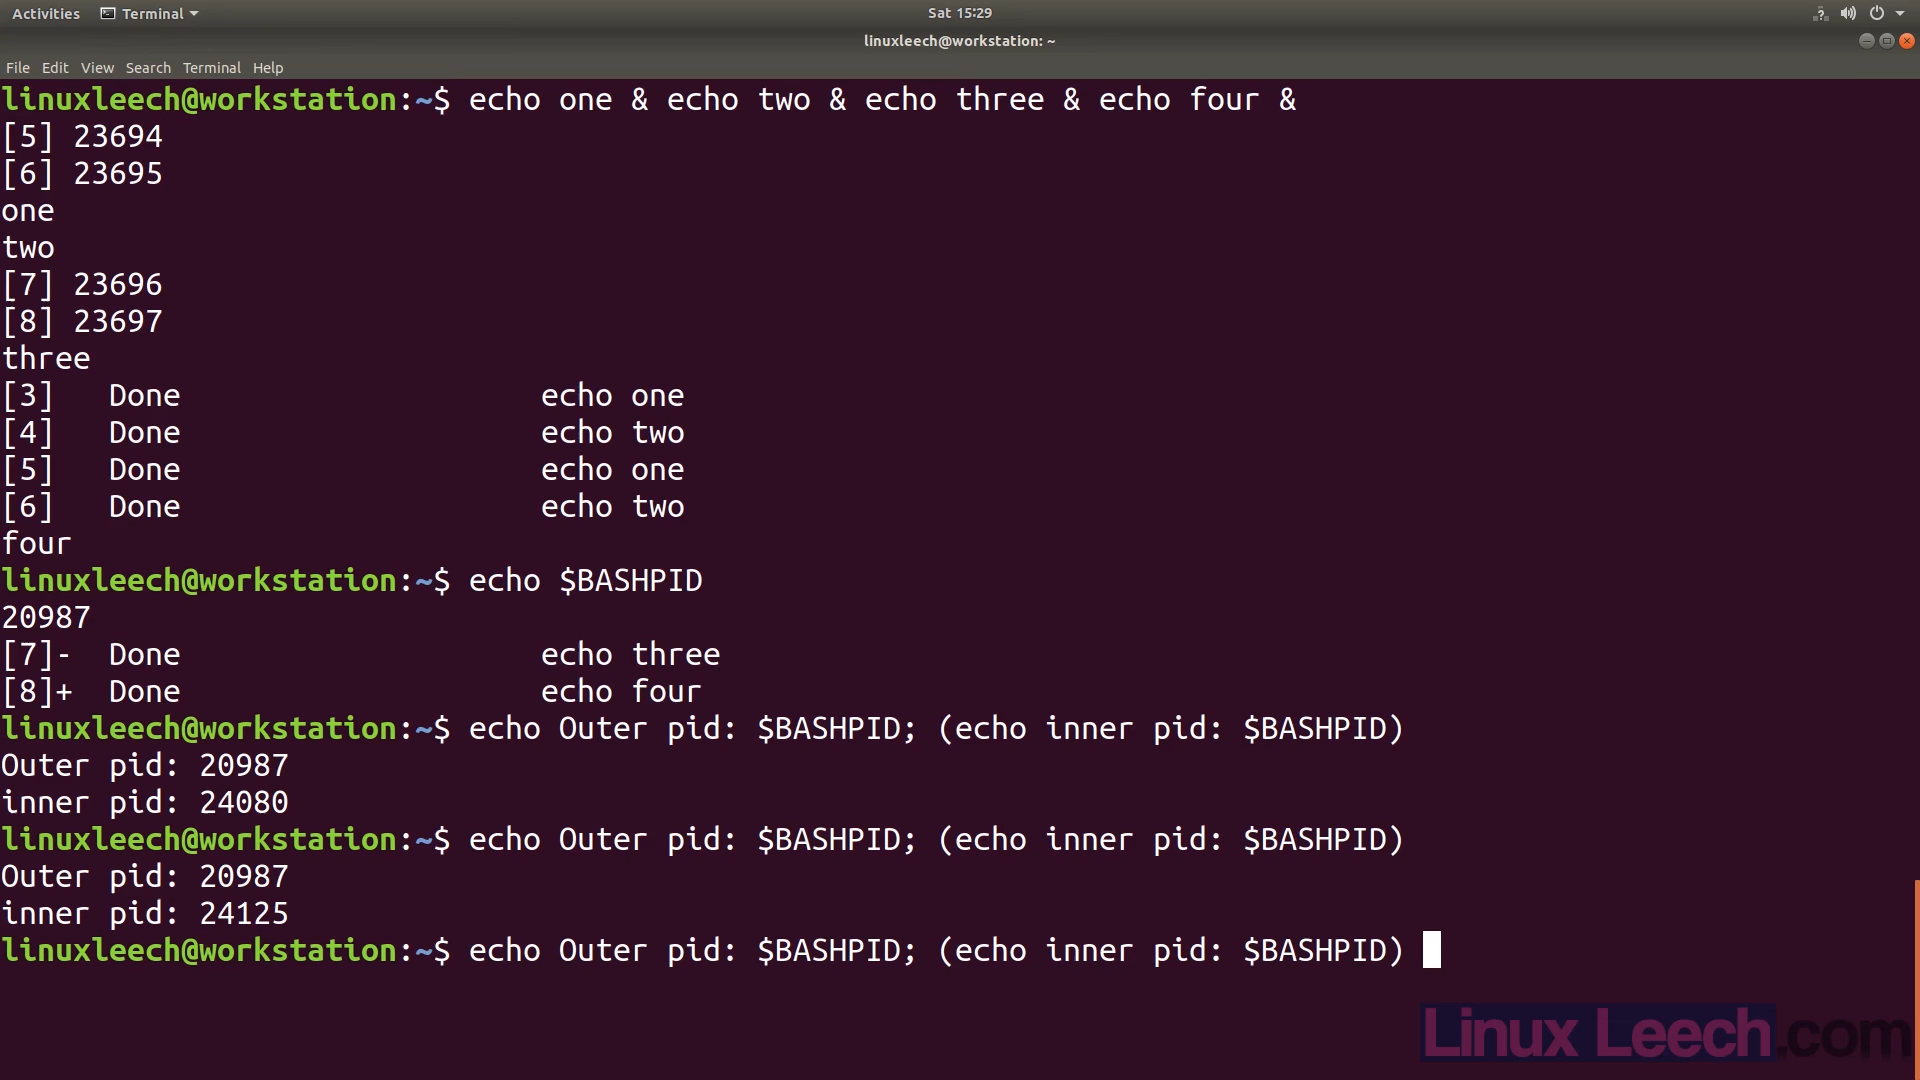 Activities Terminal Sat 15:29
linuxleech@workstation: ~
File Edit View Search Terminal Help
linuxleech@workstation:~$ echo one & echo two & echo three & echo four &
[5] 23694
[6] 23695
one
two
[7] 23696
[8] 23697
three
[3]   Done                    echo one
[4]   Done                    echo two
[5]   Done                    echo one
[6]   Done                    echo two
four
linuxleech@workstation:~$ echo $BASHPID
20987
[7]-  Done                    echo three
[8]+  Done                    echo four
linuxleech@workstation:~$ echo Outer pid: $BASHPID; (echo inner pid: $BASHPID)
Outer pid: 20987
inner pid: 24080
linuxleech@workstation:~$ echo Outer pid: $BASHPID; (echo inner pid: $BASHPID)
Outer pid: 20987
inner pid: 24125
linuxleech@workstation:~$ echo Outer pid: $BASHPID; (echo inner pid: $BASHPID)
Linux Leech.com